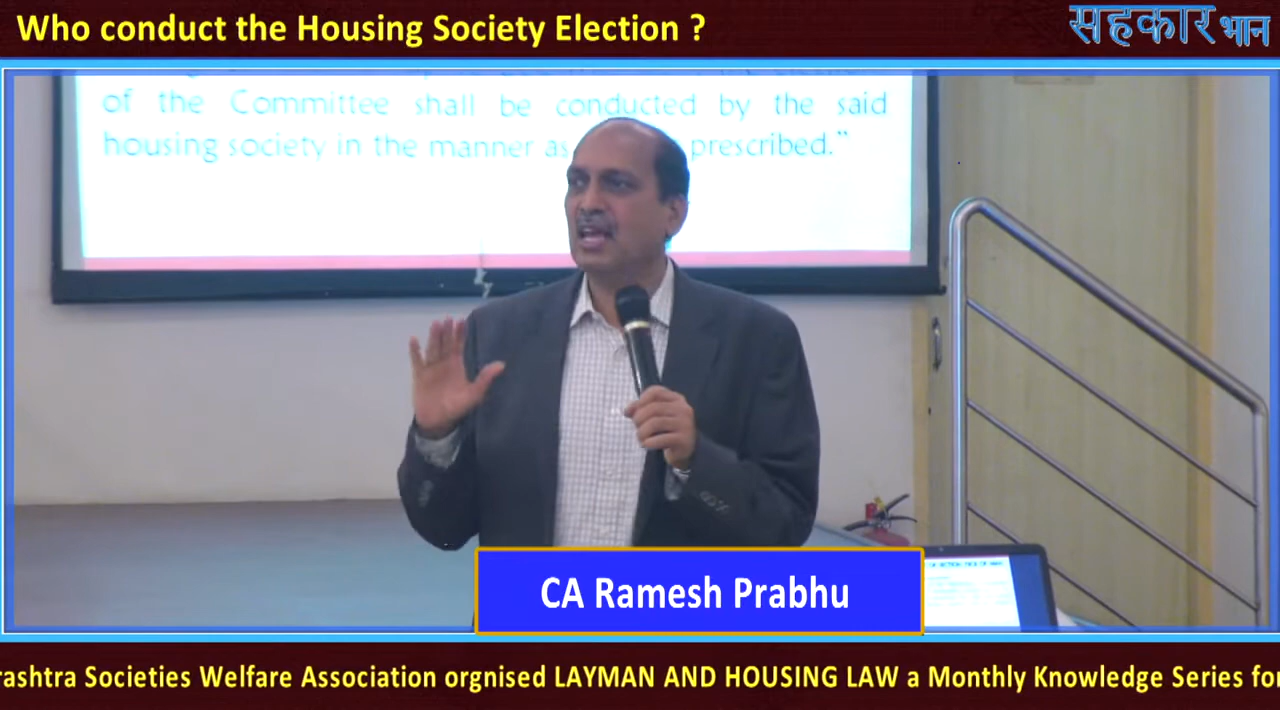 Who conduct the Housing Society Election ?
सहकार भान
of the Committee shall be conducted by the said
housing society in the manner as prescribed.”
CA Ramesh Prabhu
rashtra Societies Welfare Association orgnised LAYMAN AND HOUSING LAW a Monthly Knowledge Series for